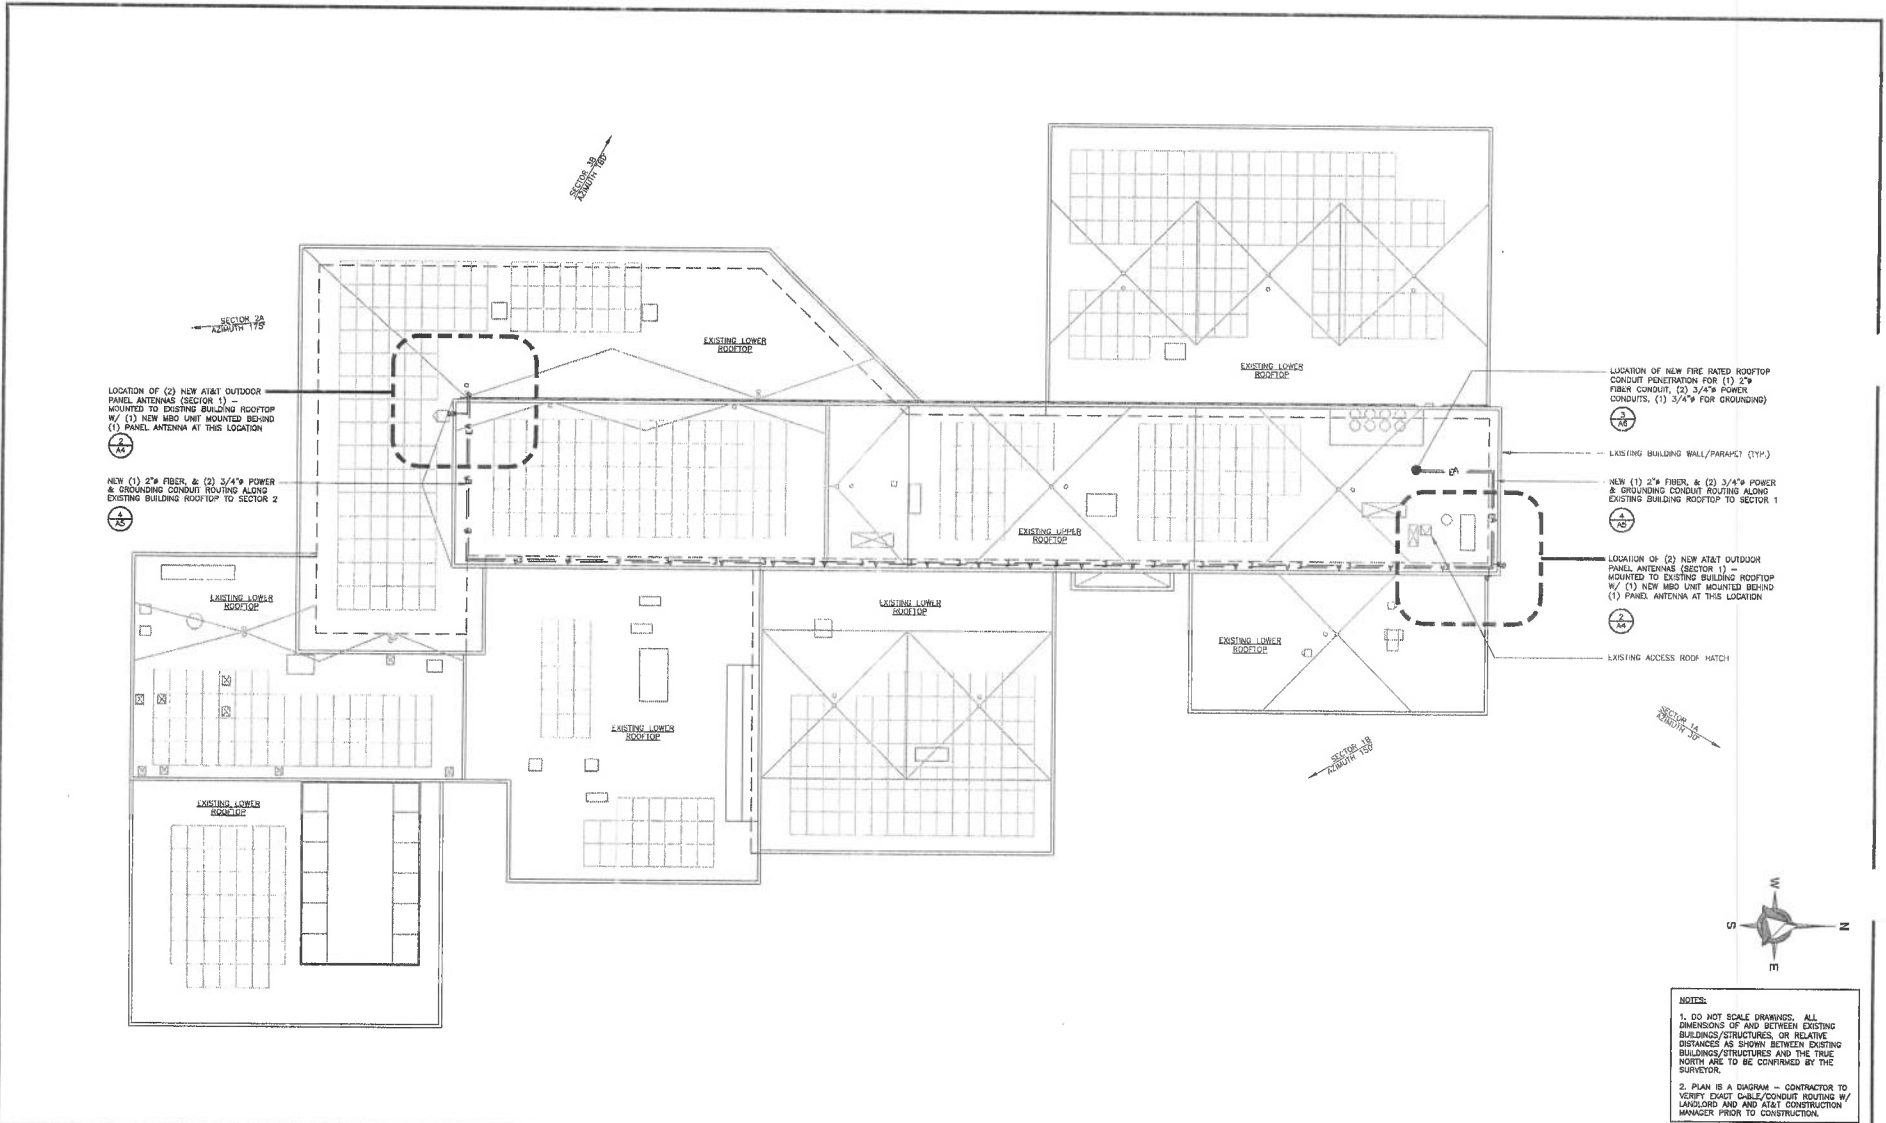 SECTOR 3B
SECTOR 2A
AZIMUTH 175°
LOCATION OF (2) NEW AT&T OUTDOOR
PANEL ANTENNAS (SECTOR 1) –
MOUNTED TO EXISTING BUILDING ROOFTOP
W/ (1) NEW MBO UNIT MOUNTED BEHIND
(1) PANEL ANTENNA AT THIS LOCATION
2
A4
NEW (1) 2"ø FIBER, & (2) 3/4"ø POWER
& GROUNDING CONDUIT ROUTING ALONG
EXISTING BUILDING ROOFTOP TO SECTOR 2
4
A5
EXISTING LOWER
ROOFTOP
EXISTING LOWER
ROOFTOP
EXISTING UPPER
ROOFTOP
EXISTING LOWER
ROOFTOP
EXISTING LOWER
ROOFTOP
EXISTING LOWER
ROOFTOP
EXISTING LOWER
ROOFTOP
EXISTING LOWER
ROOFTOP
LOCATION OF NEW FIRE RATED ROOFTOP
CONDUIT PENETRATION FOR (1) 2"ø
FIBER CONDUIT, (2) 3/4"ø POWER
CONDUITS, (1) 3/4"ø FOR GROUNDING)
3
A6
EXISTING BUILDING WALL/PARAPET (TYP.)
NEW (1) 2"ø FIBER, & (2) 3/4"ø POWER
& GROUNDING CONDUIT ROUTING ALONG
EXISTING BUILDING ROOFTOP TO SECTOR 1
4
A5
LOCATION OF (2) NEW AT&T OUTDOOR
PANEL ANTENNAS (SECTOR 1) –
MOUNTED TO EXISTING BUILDING ROOFTOP
W/ (1) NEW MBO UNIT MOUNTED BEHIND
(1) PANEL ANTENNA AT THIS LOCATION
2
A4
EXISTING ACCESS ROOF HATCH
SECTOR 1A
AZIMUTH 30°
SECTOR 1B
AZIMUTH 150°
W
S
N
E
NOTES:
1. DO NOT SCALE DRAWINGS. ALL
DIMENSIONS OF AND BETWEEN EXISTING
BUILDINGS/STRUCTURES, OR RELATIVE
DISTANCES AS SHOWN BETWEEN EXISTING
BUILDINGS/STRUCTURES AND THE TRUE
NORTH ARE TO BE CONFIRMED BY THE
SURVEYOR.
2. PLAN IS A DIAGRAM – CONTRACTOR TO
VERIFY EXACT CABLE/CONDUIT ROUTING W/
LANDLORD AND AND AT&T CONSTRUCTION
MANAGER PRIOR TO CONSTRUCTION.